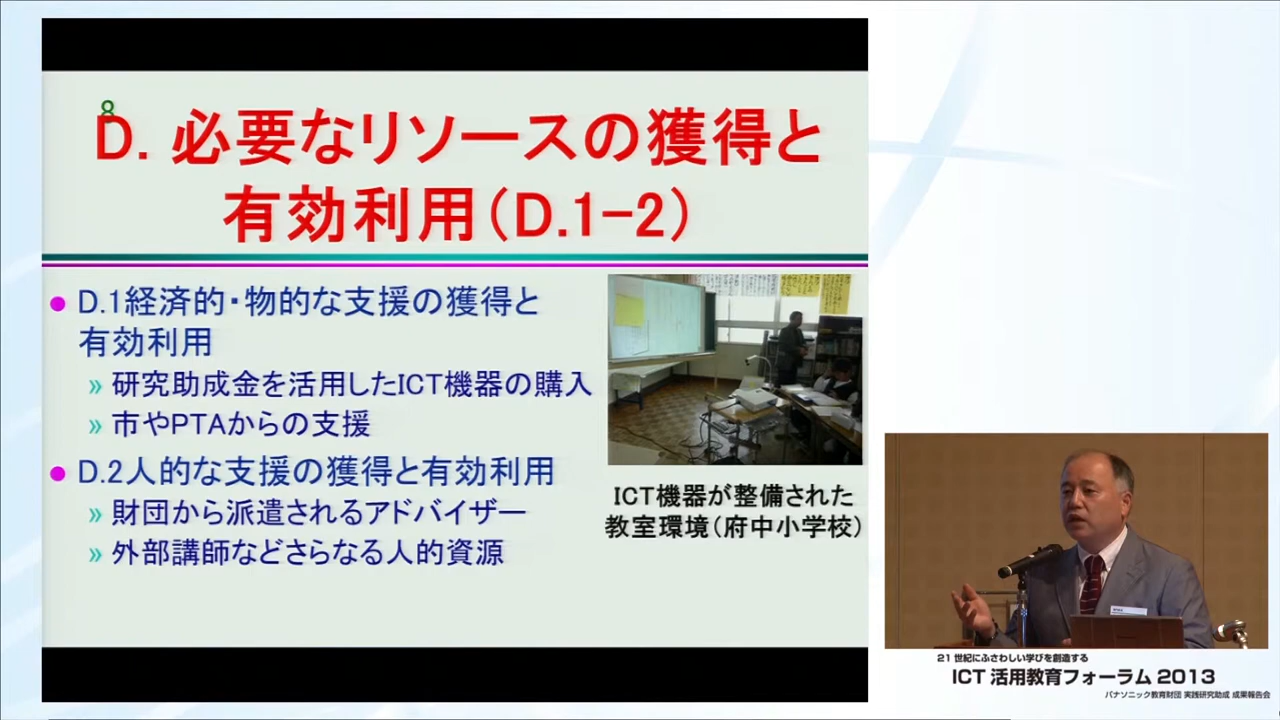 8
D. 必要なリソースの獲得と
有効利用(D.1-2)
D.1経済的・物的な支援の獲得と
有効利用
» 研究助成金を活用したICT機器の購入
» 市やPTAからの支援
D.2人的な支援の獲得と有効利用
» 財団から派遣されるアドバイザー
» 外部講師などさらなる人的資源
ICT機器が整備された
教室環境(府中小学校)
21 世紀にふさわしい学びを創造する
ICT 活用教育フォーラム 2013
パナソニック教育財団 実践研究助成 成果報告会